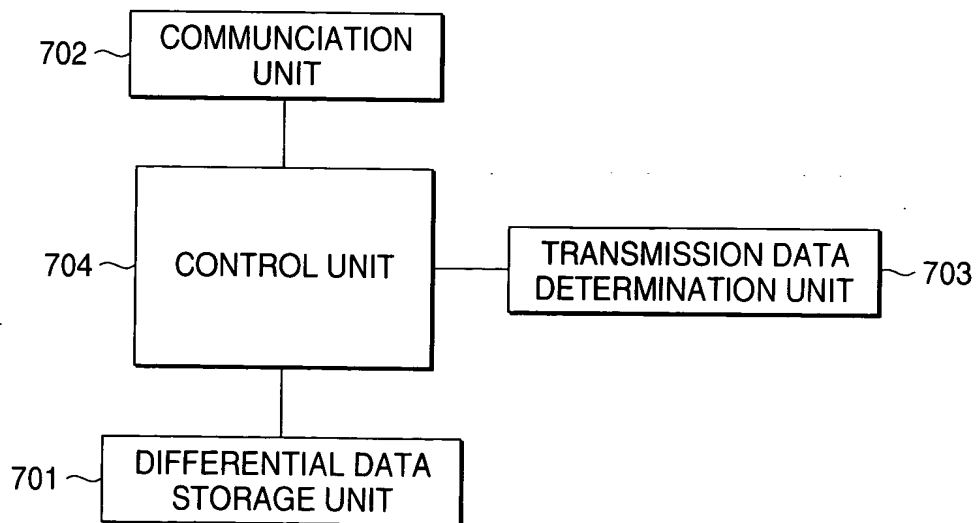 702
COMMUNCIATION
UNIT
704
CONTROL UNIT
TRANSMISSION DATA
DETERMINATION UNIT
703
701
DIFFERENTIAL DATA
STORAGE UNIT